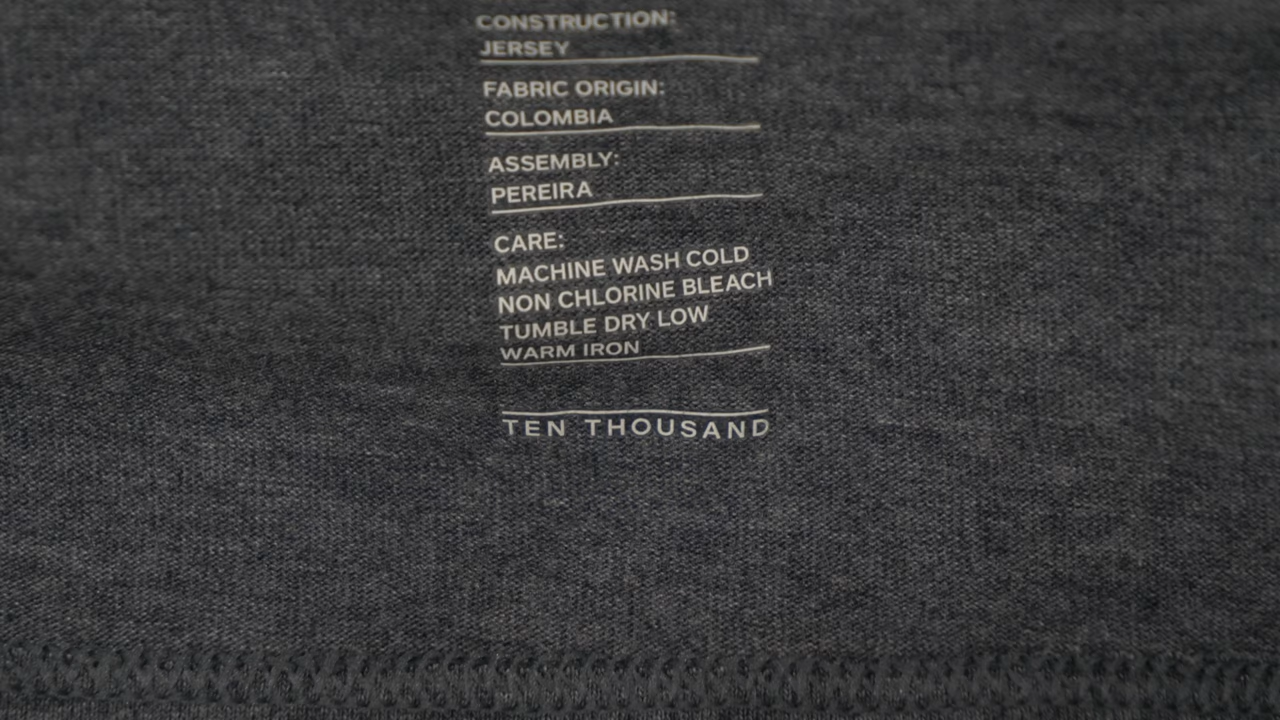 CONSTRUCTION:
JERSEY
FABRIC ORIGIN:
COLOMBIA
ASSEMBLY:
PEREIRA
CARE:
MACHINE WASH COLD
NON CHLORINE BLEACH
TUMBLE DRY LOW
WARM IRON
TEN THOUSAND